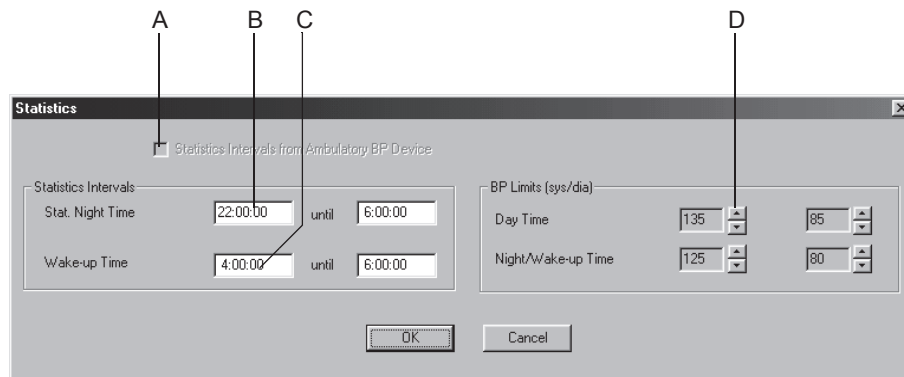 A B C D
Statistics
Statistics Intervals from Ambulatory BP Device
Statistics Intervals
Stat. Night Time 22:00:00 until 6:00:00
Wake-up Time 4:00:00 until 6:00:00
BP Limits (sys/dia)
Day Time 135 85
Night/Wake-up Time 125 80
OK Cancel